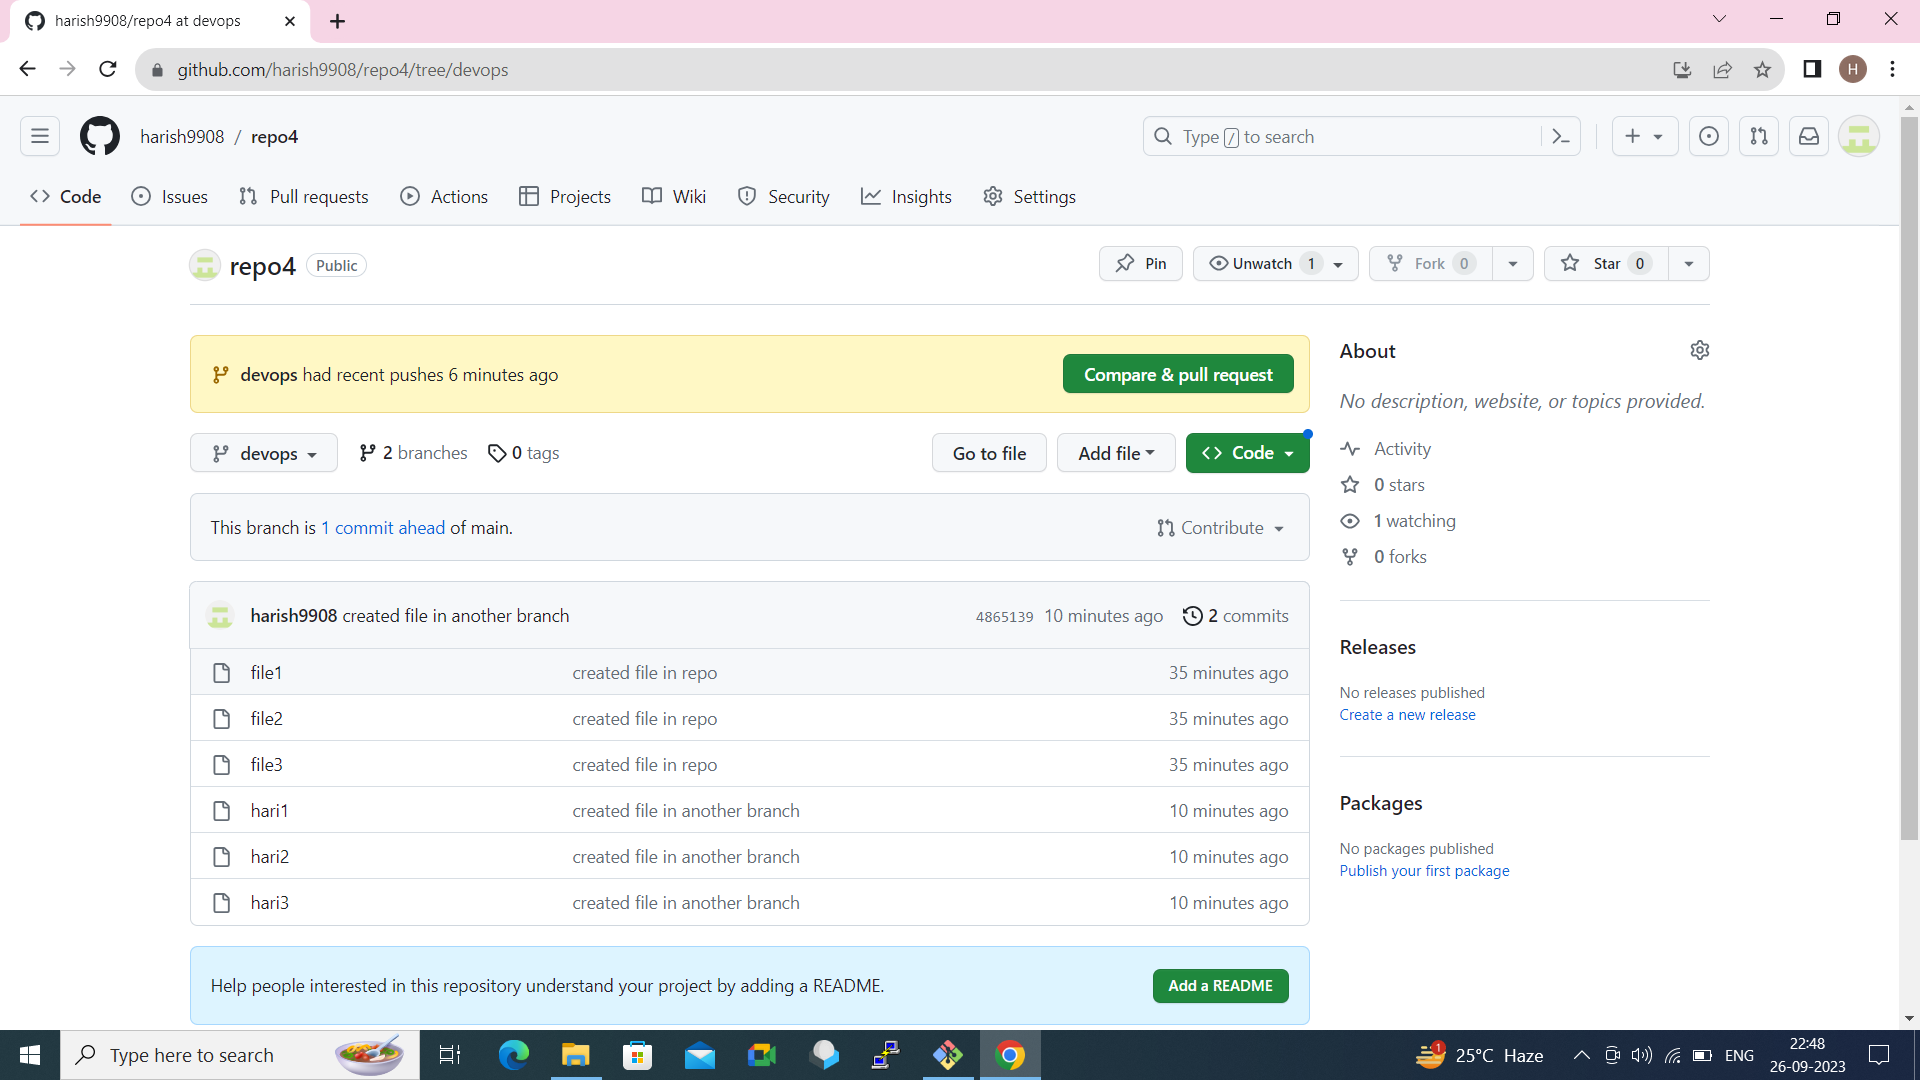 harish9908/repo4 at devops
github.com/harish9908/repo4/tree/devops
H
harish9908 / repo4
Type / to search
Code Issues Pull requests Actions Projects Wiki Security Insights Settings
repo4 Public
Pin Unwatch 1 Fork 0 Star 0
devops had recent pushes 6 minutes ago Compare & pull request
devops 2 branches 0 tags Go to file Add file Code
This branch is 1 commit ahead of main. Contribute
harish9908 created file in another branch 4865139 10 minutes ago 2 commits
file1 created file in repo 35 minutes ago
file2 created file in repo 35 minutes ago
file3 created file in repo 35 minutes ago
hari1 created file in another branch 10 minutes ago
hari2 created file in another branch 10 minutes ago
hari3 created file in another branch 10 minutes ago
Help people interested in this repository understand your project by adding a README. Add a README
About
No description, website, or topics provided.
Activity
0 stars
1 watching
0 forks
Releases
No releases published
Create a new release
Packages
No packages published
Publish your first package
Type here to search
1
25°C Haze
ENG
22:48
26-09-2023